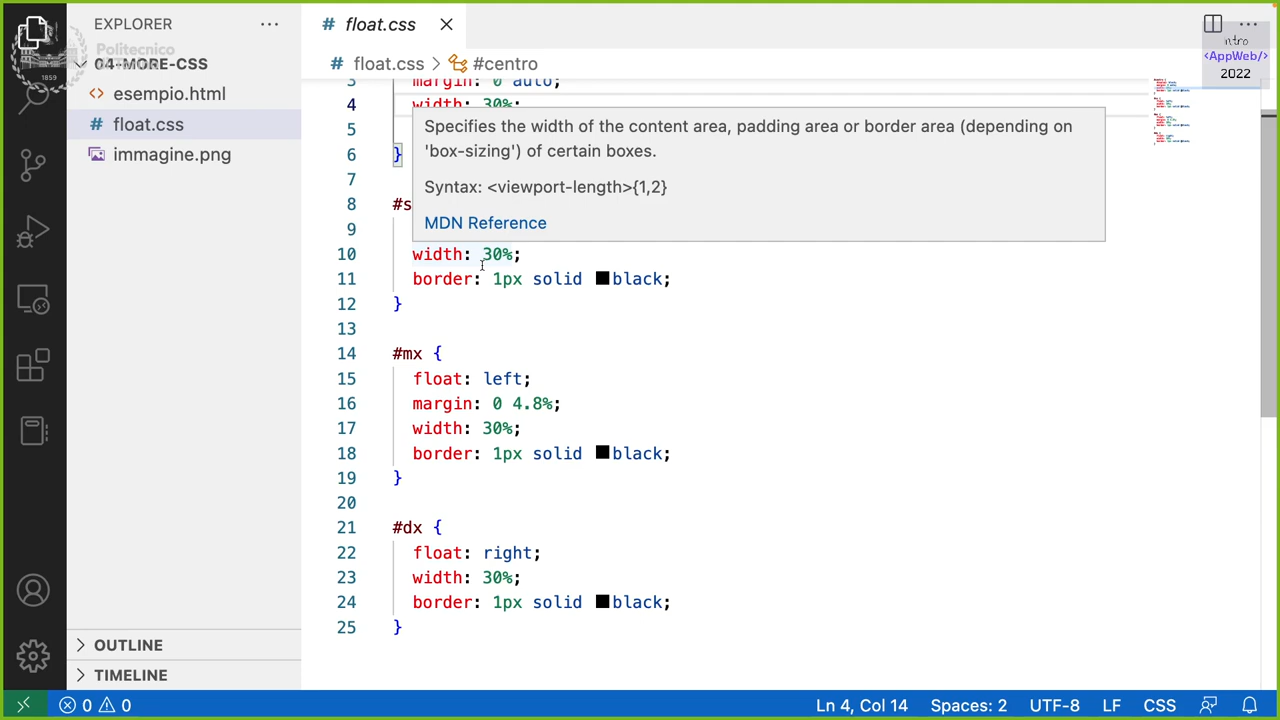 EXPLORER
Politecnico
1859
04-MORE-CSS
esempio.html
float.css
immagine.png
OUTLINE
TIMELINE
# float.css
# float.css > #centro
ntro
<AppWeb/>
2022
3 margin: 0 auto;
4 width: 30%;
Specifies the width of the content area, padding area or border area (depending on
'box-sizing') of certain boxes.
Syntax: <viewport-length>{1,2}
MDN Reference
5
6 }
7
8 #s
9
10 width: 30%;
11 border: 1px solid black;
12 }
13
14 #mx {
15 float: left;
16 margin: 0 4.8%;
17 width: 30%;
18 border: 1px solid black;
19 }
20
21 #dx {
22 float: right;
23 width: 30%;
24 border: 1px solid black;
25 }
0 0
Ln 4, Col 14 Spaces: 2 UTF-8 LF CSS